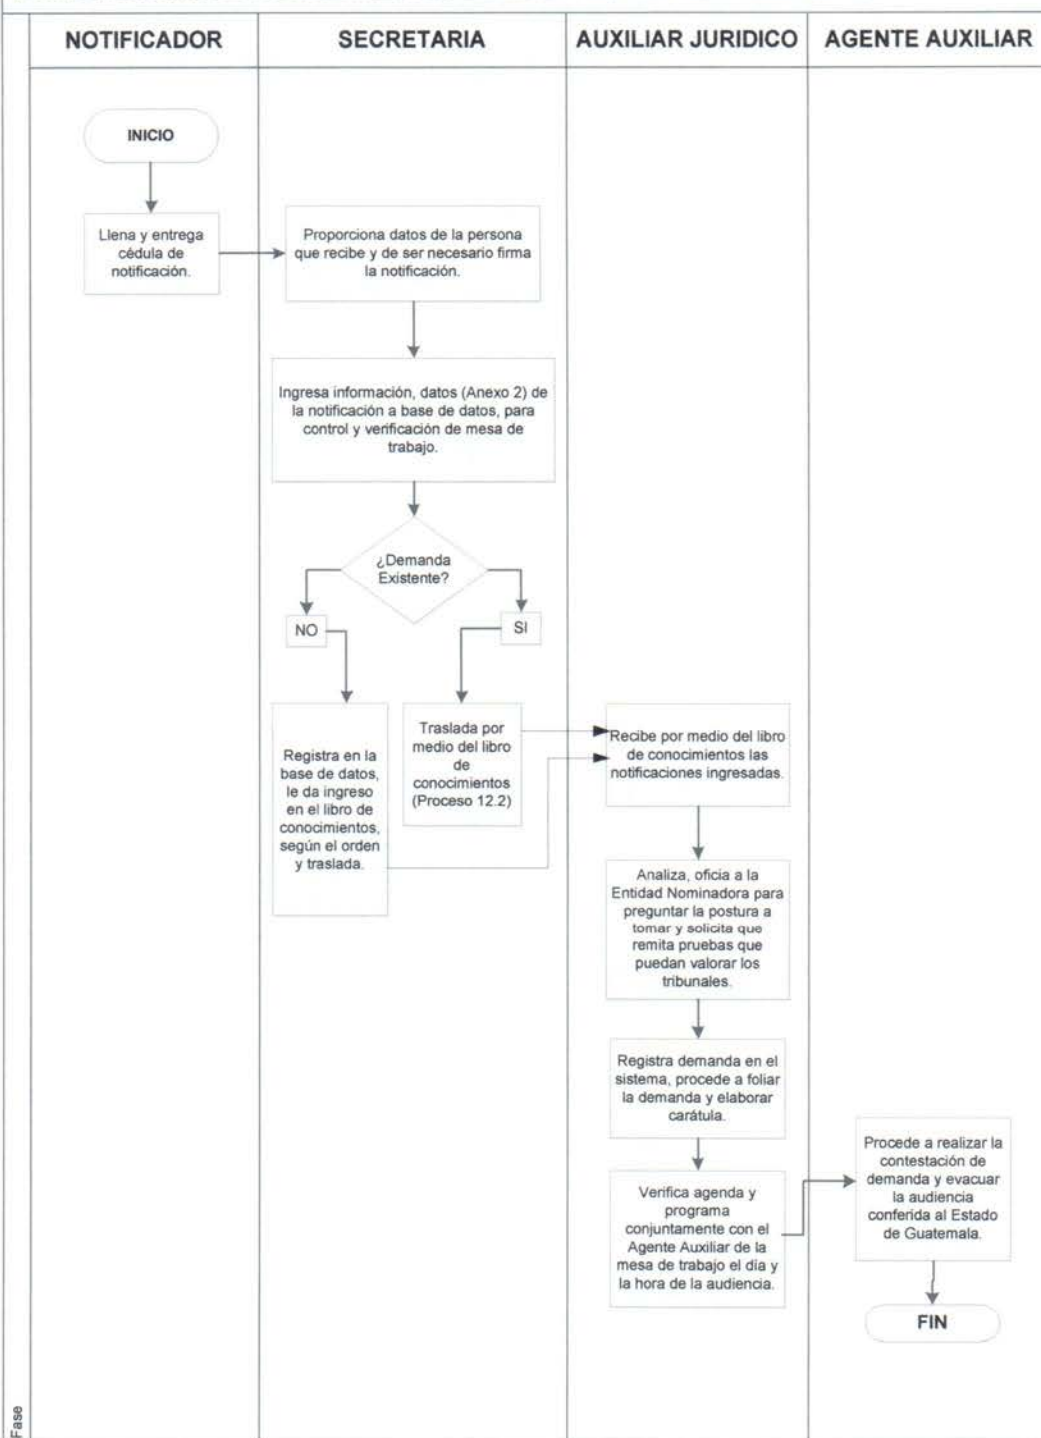 NOTIFICADOR
SECRETARIA
AUXILIAR JURIDICO
AGENTE AUXILIAR
INICIO
Llena y entrega
cédula de
notificación.
Proporciona datos de la persona
que recibe y de ser necesario firma
la notificación.
Ingresa información, datos (Anexo 2) de
la notificación a base de datos, para
control y verificación de mesa de
trabajo.
¿Demanda
Existente?
NO
SI
Registra en la
base de datos,
le da ingreso
en el libro de
conocimientos,
según el orden
y traslada.
Traslada por
medio del libro
de
conocimientos
(Proceso 12.2)
Recibe por medio del libro
de conocimientos las
notificaciones ingresadas.
Analiza, oficia a la
Entidad Nominadora para
preguntar la postura a
tomar y solicita que
remita pruebas que
puedan valorar los
tribunales.
Registra demanda en el
sistema, procede a foliar
la demanda y elaborar
carátula.
Verifica agenda y
programa
conjuntamente con el
Agente Auxiliar de la
mesa de trabajo el día y
la hora de la audiencia.
Procede a realizar la
contestación de
demanda y evacuar
la audiencia
conferida al Estado
de Guatemala.
FIN
Fase